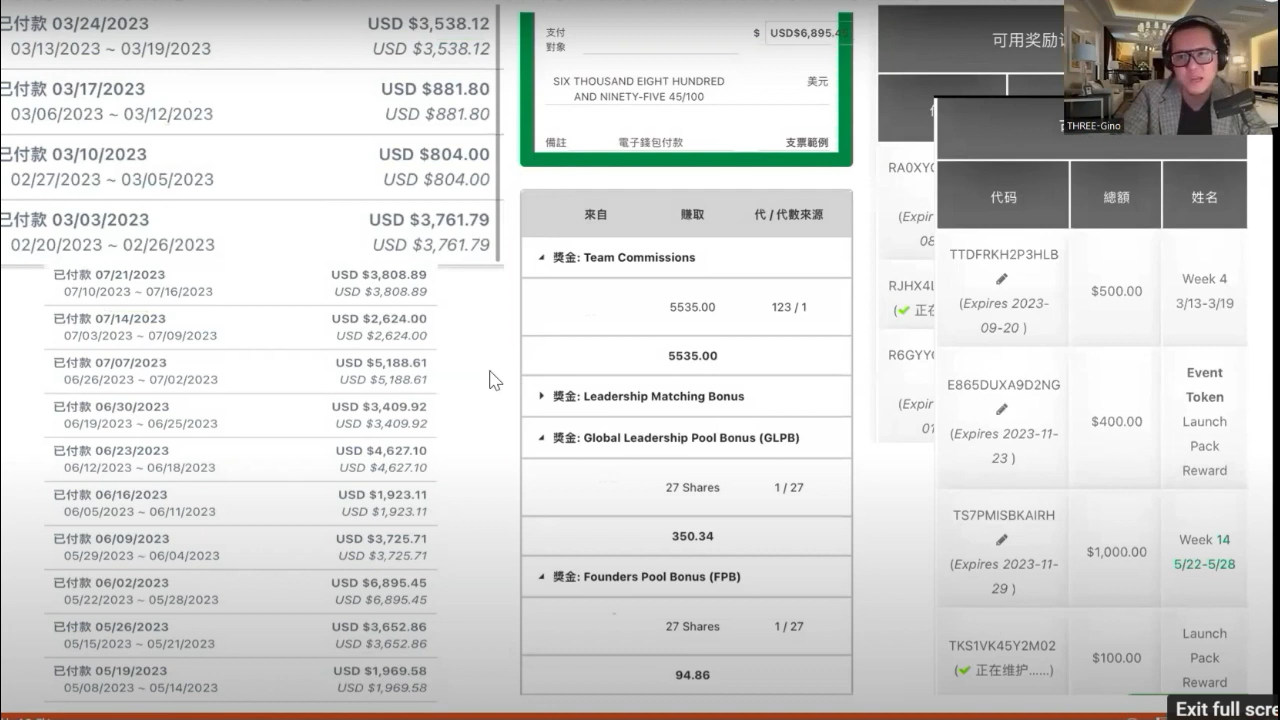 已付款 03/24/2023 USD $3,538.12
03/13/2023 ~ 03/19/2023 USD $3,538.12
已付款 03/17/2023 USD $881.80
03/06/2023 ~ 03/12/2023 USD $881.80
已付款 03/10/2023 USD $804.00
02/27/2023 ~ 03/05/2023 USD $804.00
已付款 03/03/2023 USD $3,761.79
02/20/2023 ~ 02/26/2023 USD $3,761.79
已付款 07/21/2023 USD $3,808.89
07/10/2023 ~ 07/16/2023 USD $3,808.89
已付款 07/14/2023 USD $2,624.00
07/03/2023 ~ 07/09/2023 USD $2,624.00
已付款 07/07/2023 USD $5,188.61
06/26/2023 ~ 07/02/2023 USD $5,188.61
已付款 06/30/2023 USD $3,409.92
06/19/2023 ~ 06/25/2023 USD $3,409.92
已付款 06/23/2023 USD $4,627.10
06/12/2023 ~ 06/18/2023 USD $4,627.10
已付款 06/16/2023 USD $1,923.11
06/05/2023 ~ 06/11/2023 USD $1,923.11
已付款 06/09/2023 USD $3,725.71
05/29/2023 ~ 06/04/2023 USD $3,725.71
已付款 06/02/2023 USD $6,895.45
05/22/2023 ~ 05/28/2023 USD $6,895.45
已付款 05/26/2023 USD $3,652.86
05/15/2023 ~ 05/21/2023 USD $3,652.86
已付款 05/19/2023 USD $1,969.58
05/08/2023 ~ 05/14/2023 USD $1,969.58
支付 $ USD$6,895.45
對象
SIX THOUSAND EIGHT HUNDRED 美元
AND NINETY-FIVE 45/100
備註 電子錢包付款 支票範例
來自 賺取 代 / 代數來源
獎金: Team Commissions
5535.00 123 / 1
5535.00
獎金: Leadership Matching Bonus
獎金: Global Leadership Pool Bonus (GLPB)
27 Shares 1 / 27
350.34
獎金: Founders Pool Bonus (FPB)
27 Shares 1 / 27
94.86
可用奖励
RA0XY
(Expir
08
RJHX4
(✔ 正在
R6GYY
(Expir
01
THREE-Gino
代码 總額 姓名
TTDFRKH2P3HLB
(Expires 2023-
09-20 )
$500.00
Week 4
3/13-3/19
E865DUXA9D2NG
(Expires 2023-11-
23 )
$400.00
Event
Token
Launch
Pack
Reward
TS7PMISBKAIRH
(Expires 2023-11-
29 )
$1,000.00
Week 14
5/22-5/28
TKS1VK45Y2M02
(✔ 正在维护......)
$100.00
Launch
Pack
Reward
Exit full scre